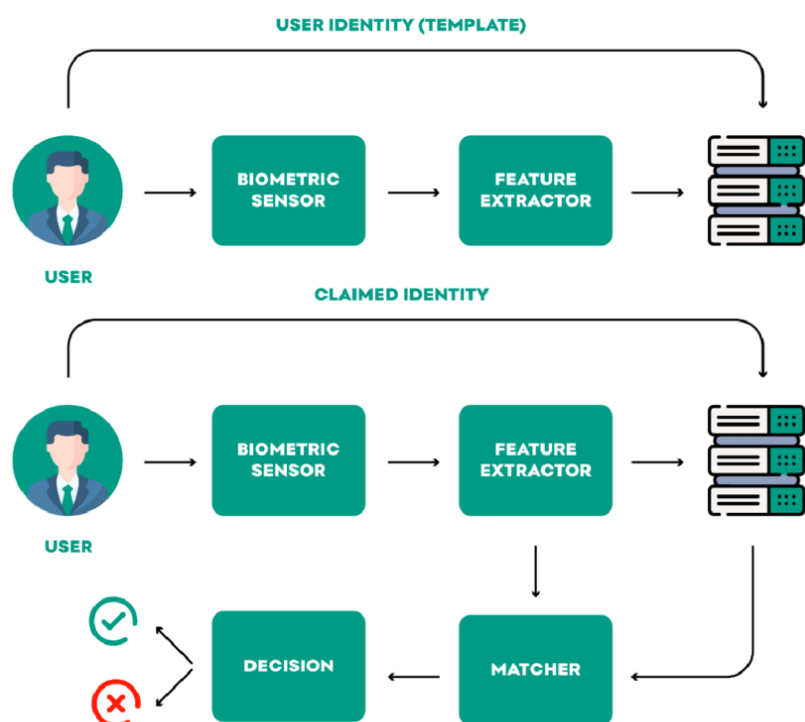 USER IDENTITY (TEMPLATE)
BIOMETRIC
SENSOR
FEATURE
EXTRACTOR
USER
CLAIMED IDENTITY
BIOMETRIC
SENSOR
FEATURE
EXTRACTOR
USER
DECISION
MATCHER